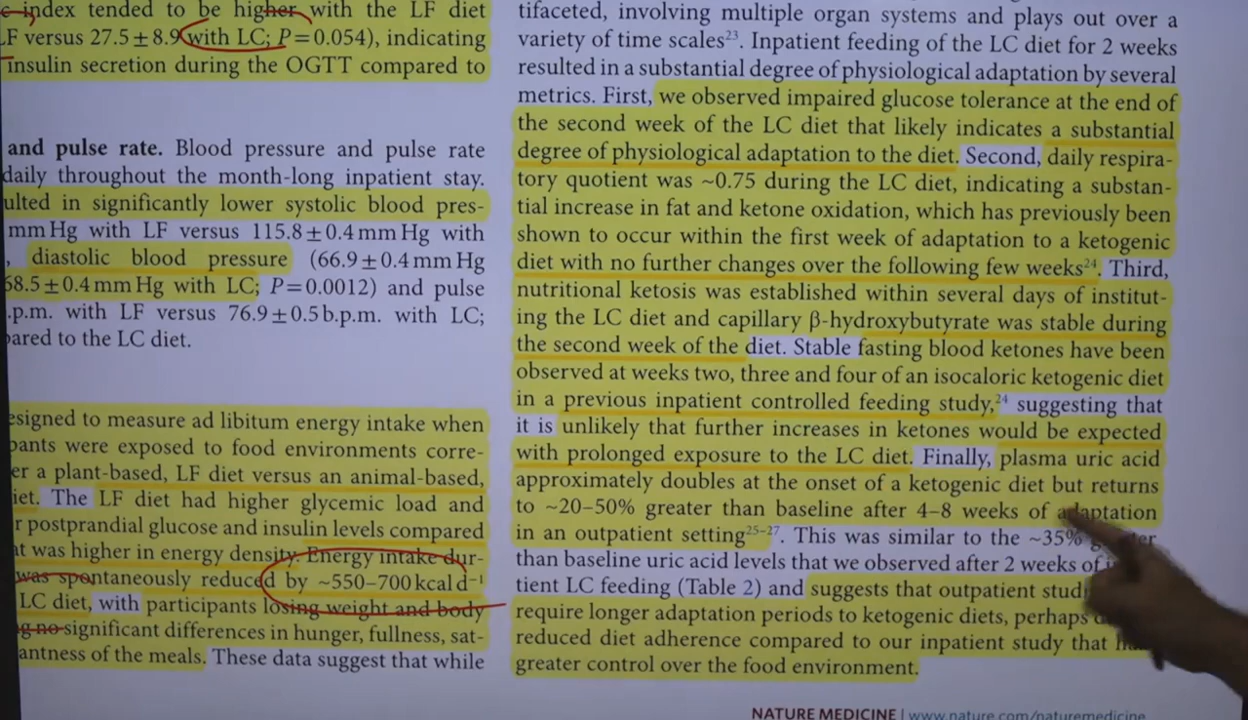 index tended to be higher with the LF diet
LF versus 27.5±8.9 with LC; P=0.054), indicating
insulin secretion during the OGTT compared to
and pulse rate. Blood pressure and pulse rate
daily throughout the month-long inpatient stay.
ulted in significantly lower systolic blood pres-
mm Hg with LF versus 115.8±0.4 mm Hg with
, diastolic blood pressure (66.9±0.4 mm Hg
68.5±0.4 mm Hg with LC; P=0.0012) and pulse
.p.m. with LF versus 76.9±0.5 b.p.m. with LC;
pared to the LC diet.
esigned to measure ad libitum energy intake when
pants were exposed to food environments corre-
er a plant-based, LF diet versus an animal-based,
iet. The LF diet had higher glycemic load and
r postprandial glucose and insulin levels compared
at was higher in energy density. Energy intake dur-
was spontaneously reduced by ~550–700 kcal d⁻¹
LC diet, with participants losing weight and body
g no significant differences in hunger, fullness, sat-
antness of the meals. These data suggest that while
tifaceted, involving multiple organ systems and plays out over a
variety of time scales²³. Inpatient feeding of the LC diet for 2 weeks
resulted in a substantial degree of physiological adaptation by several
metrics. First, we observed impaired glucose tolerance at the end of
the second week of the LC diet that likely indicates a substantial
degree of physiological adaptation to the diet. Second, daily respira-
tory quotient was ~0.75 during the LC diet, indicating a substan-
tial increase in fat and ketone oxidation, which has previously been
shown to occur within the first week of adaptation to a ketogenic
diet with no further changes over the following few weeks²⁴. Third,
nutritional ketosis was established within several days of institut-
ing the LC diet and capillary β-hydroxybutyrate was stable during
the second week of the diet. Stable fasting blood ketones have been
observed at weeks two, three and four of an isocaloric ketogenic diet
in a previous inpatient controlled feeding study,²⁴ suggesting that
it is unlikely that further increases in ketones would be expected
with prolonged exposure to the LC diet. Finally, plasma uric acid
approximately doubles at the onset of a ketogenic diet but returns
to ~20–50% greater than baseline after 4–8 weeks of adaptation
in an outpatient setting²⁵⁻²⁷. This was similar to the ~35% greater
than baseline uric acid levels that we observed after 2 weeks of
tient LC feeding (Table 2) and suggests that outpatient stud
require longer adaptation periods to ketogenic diets, perhaps
reduced diet adherence compared to our inpatient study that
greater control over the food environment.
NATURE MEDICINE | www.nature.com/naturemedicine